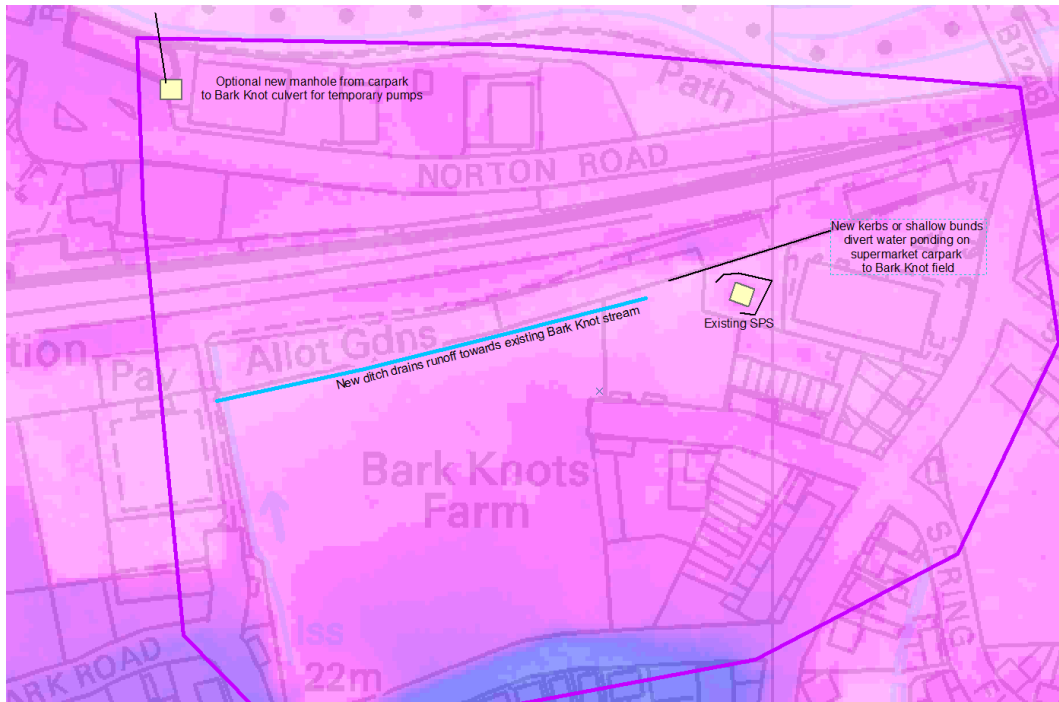 Optional new manhole from carpark
to Bark Knot culvert for temporary pumps
Path
B1248
NORTON ROAD
New kerbs or shallow bunds
divert water ponding on
supermarket carpark
to Bark Knot field
Existing SPS
tion
Allot Gdns
Pav
New ditch drains runoff towards existing Bark Knot stream
Bark Knots
Farm
SPRING
Iss
22m
ARK ROAD